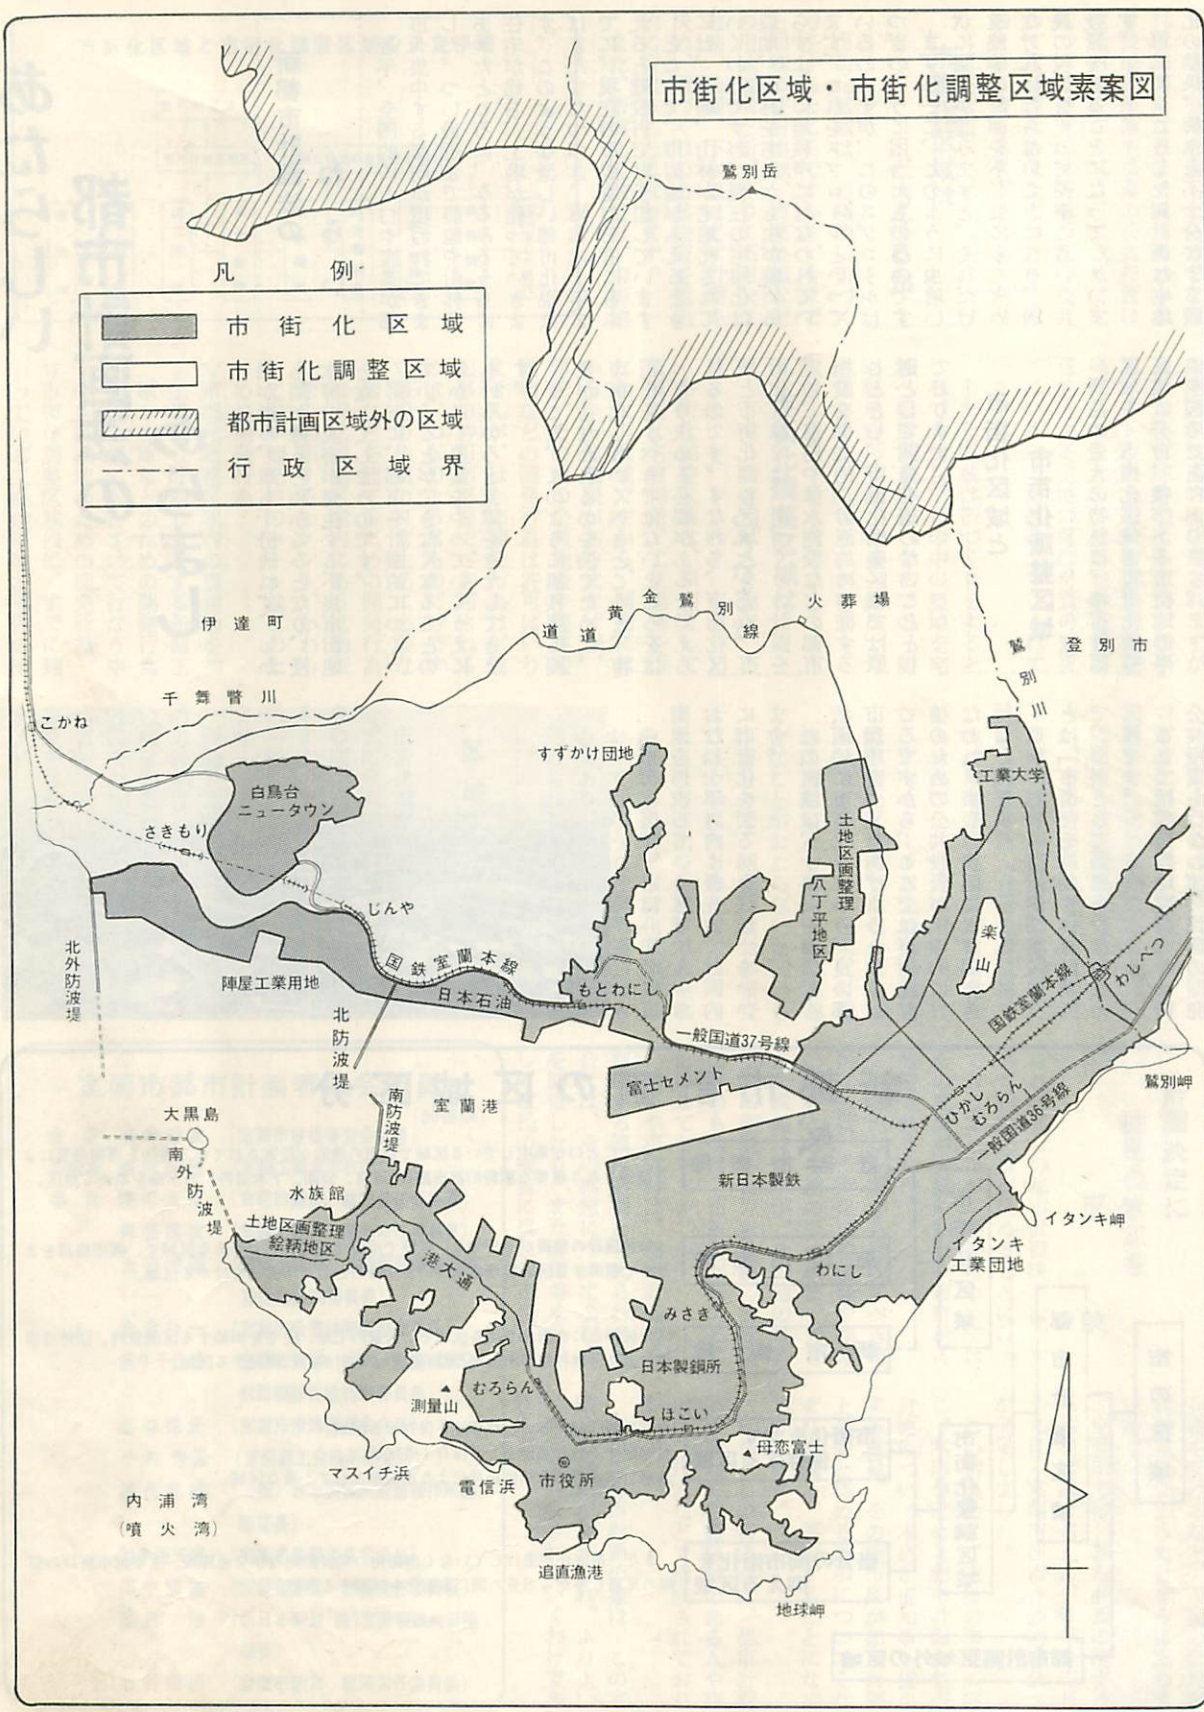 市街化区域・市街化調整区域素案図
鷲別岳
凡例
市街化区域
市街化調整区域
都市計画区域外の区域
行政区域界
伊達町
道道黄金鷲別線
火葬場
鷲別川
登別市
千舞鼈川
こがね
すずかけ団地
工業大学
白鳥台
ニュータウン
さきもり
土地区画整理
八丁平地区
じんや
楽山
北外防波堤
陣屋工業用地
国鉄室蘭本線
日本石油
もとわにし
国鉄室蘭本線
わしべつ
北防波堤
一般国道37号線
富士セメント
鷲別岬
大黒島
南防波堤
室蘭港
ひがし
むろらん
一般国道36号線
南外防波堤
水族館
新日本製鉄
土地区画整理
絵鞆地区
イタンキ岬
イタンキ
工業団地
港大通
わにし
みさき
日本製鋼所
むろらん
測量山
ぼこい
母恋富士
マスイチ浜
電信浜
市役所
内浦湾
(噴火湾)
追直漁港
地球岬